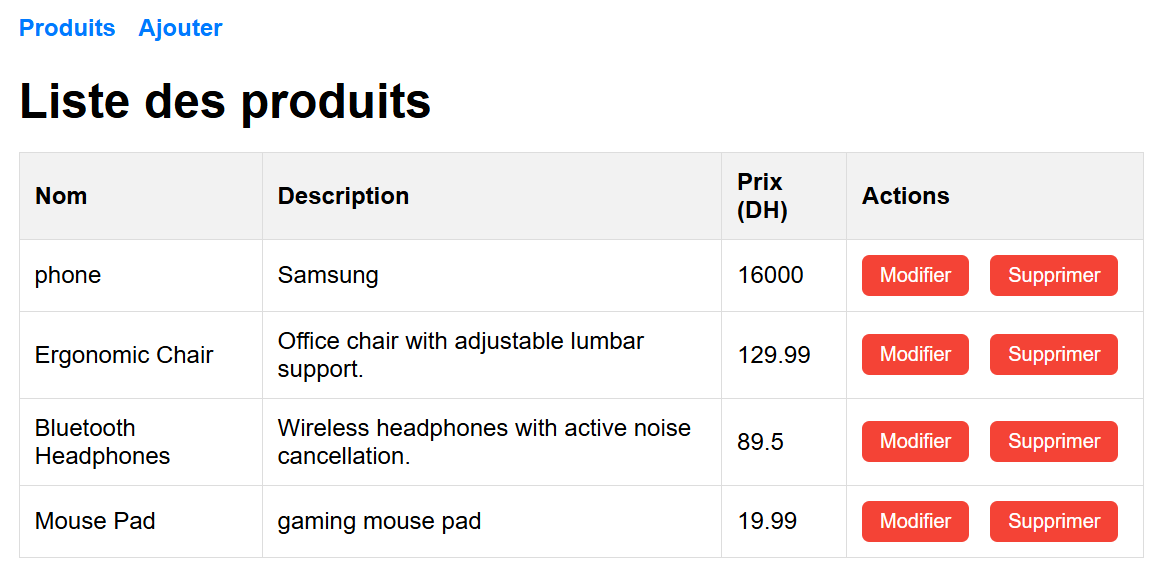 Produits Ajouter
Liste des produits
Nom Description Prix (DH) Actions
phone Samsung 16000 Modifier Supprimer
Ergonomic Chair Office chair with adjustable lumbar support. 129.99 Modifier Supprimer
Bluetooth Headphones Wireless headphones with active noise cancellation. 89.5 Modifier Supprimer
Mouse Pad gaming mouse pad 19.99 Modifier Supprimer